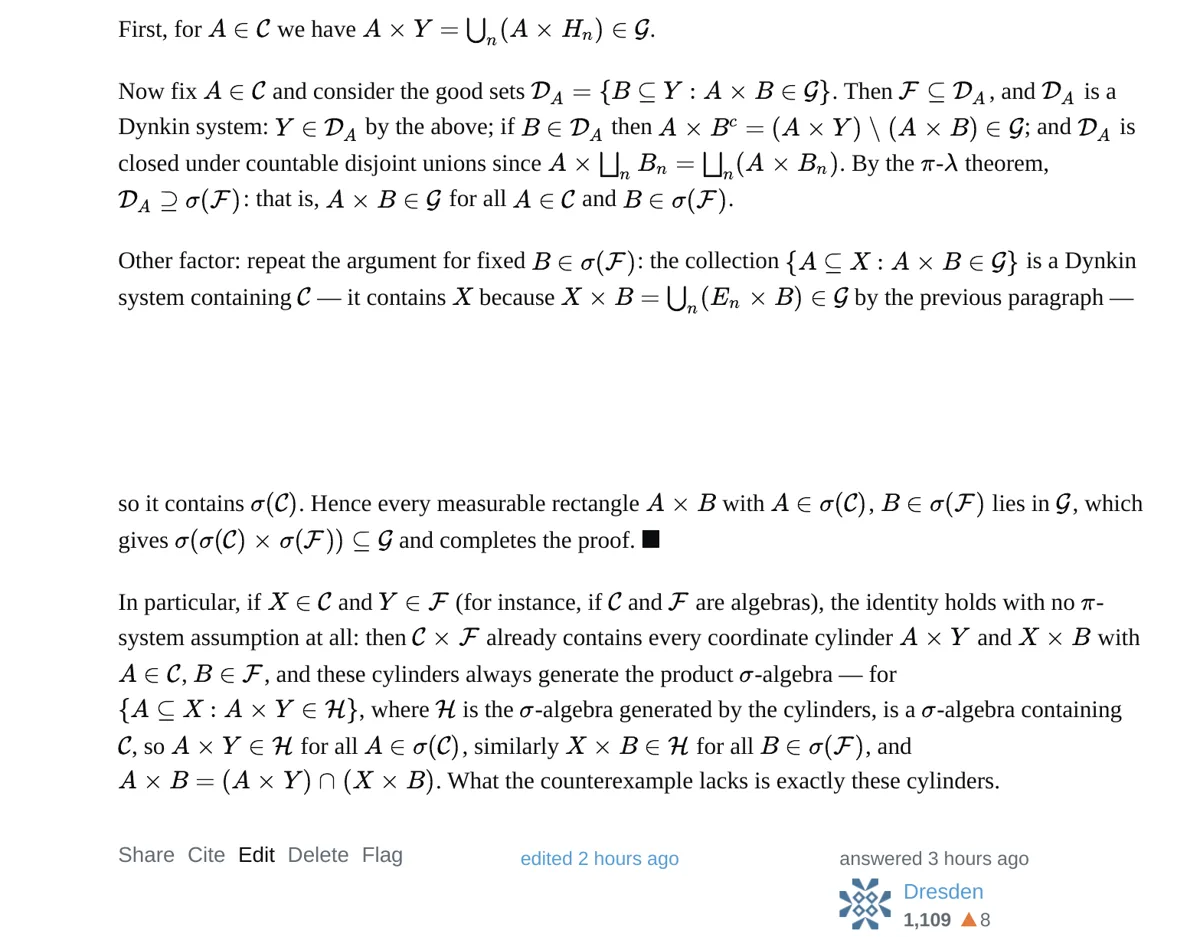 First, for A ∈ 𝒞 we have A × Y = ⋃ₙ(A × Hₙ) ∈ 𝒢.
Now fix A ∈ 𝒞 and consider the good sets 𝒟_A = {B ⊆ Y : A × B ∈ 𝒢}. Then ℱ ⊆ 𝒟_A, and 𝒟_A is a
Dynkin system: Y ∈ 𝒟_A by the above; if B ∈ 𝒟_A then A × Bᶜ = (A × Y) \ (A × B) ∈ 𝒢; and 𝒟_A is
closed under countable disjoint unions since A × ⨆ₙ Bₙ = ⨆ₙ(A × Bₙ). By the π-λ theorem,
𝒟_A ⊇ σ(ℱ): that is, A × B ∈ 𝒢 for all A ∈ 𝒞 and B ∈ σ(ℱ).
Other factor: repeat the argument for fixed B ∈ σ(ℱ): the collection {A ⊆ X : A × B ∈ 𝒢} is a Dynkin
system containing 𝒞 — it contains X because X × B = ⋃ₙ(Eₙ × B) ∈ 𝒢 by the previous paragraph —
so it contains σ(𝒞). Hence every measurable rectangle A × B with A ∈ σ(𝒞), B ∈ σ(ℱ) lies in 𝒢, which
gives σ(σ(𝒞) × σ(ℱ)) ⊆ 𝒢 and completes the proof. ■
In particular, if X ∈ 𝒞 and Y ∈ ℱ (for instance, if 𝒞 and ℱ are algebras), the identity holds with no π-
system assumption at all: then 𝒞 × ℱ already contains every coordinate cylinder A × Y and X × B with
A ∈ 𝒞, B ∈ ℱ, and these cylinders always generate the product σ-algebra — for
{A ⊆ X : A × Y ∈ ℋ}, where ℋ is the σ-algebra generated by the cylinders, is a σ-algebra containing
𝒞, so A × Y ∈ ℋ for all A ∈ σ(𝒞), similarly X × B ∈ ℋ for all B ∈ σ(ℱ), and
A × B = (A × Y) ∩ (X × B). What the counterexample lacks is exactly these cylinders.
Share Cite Edit Delete Flag
edited 2 hours ago
answered 3 hours ago
Dresden
1,109 ▲8